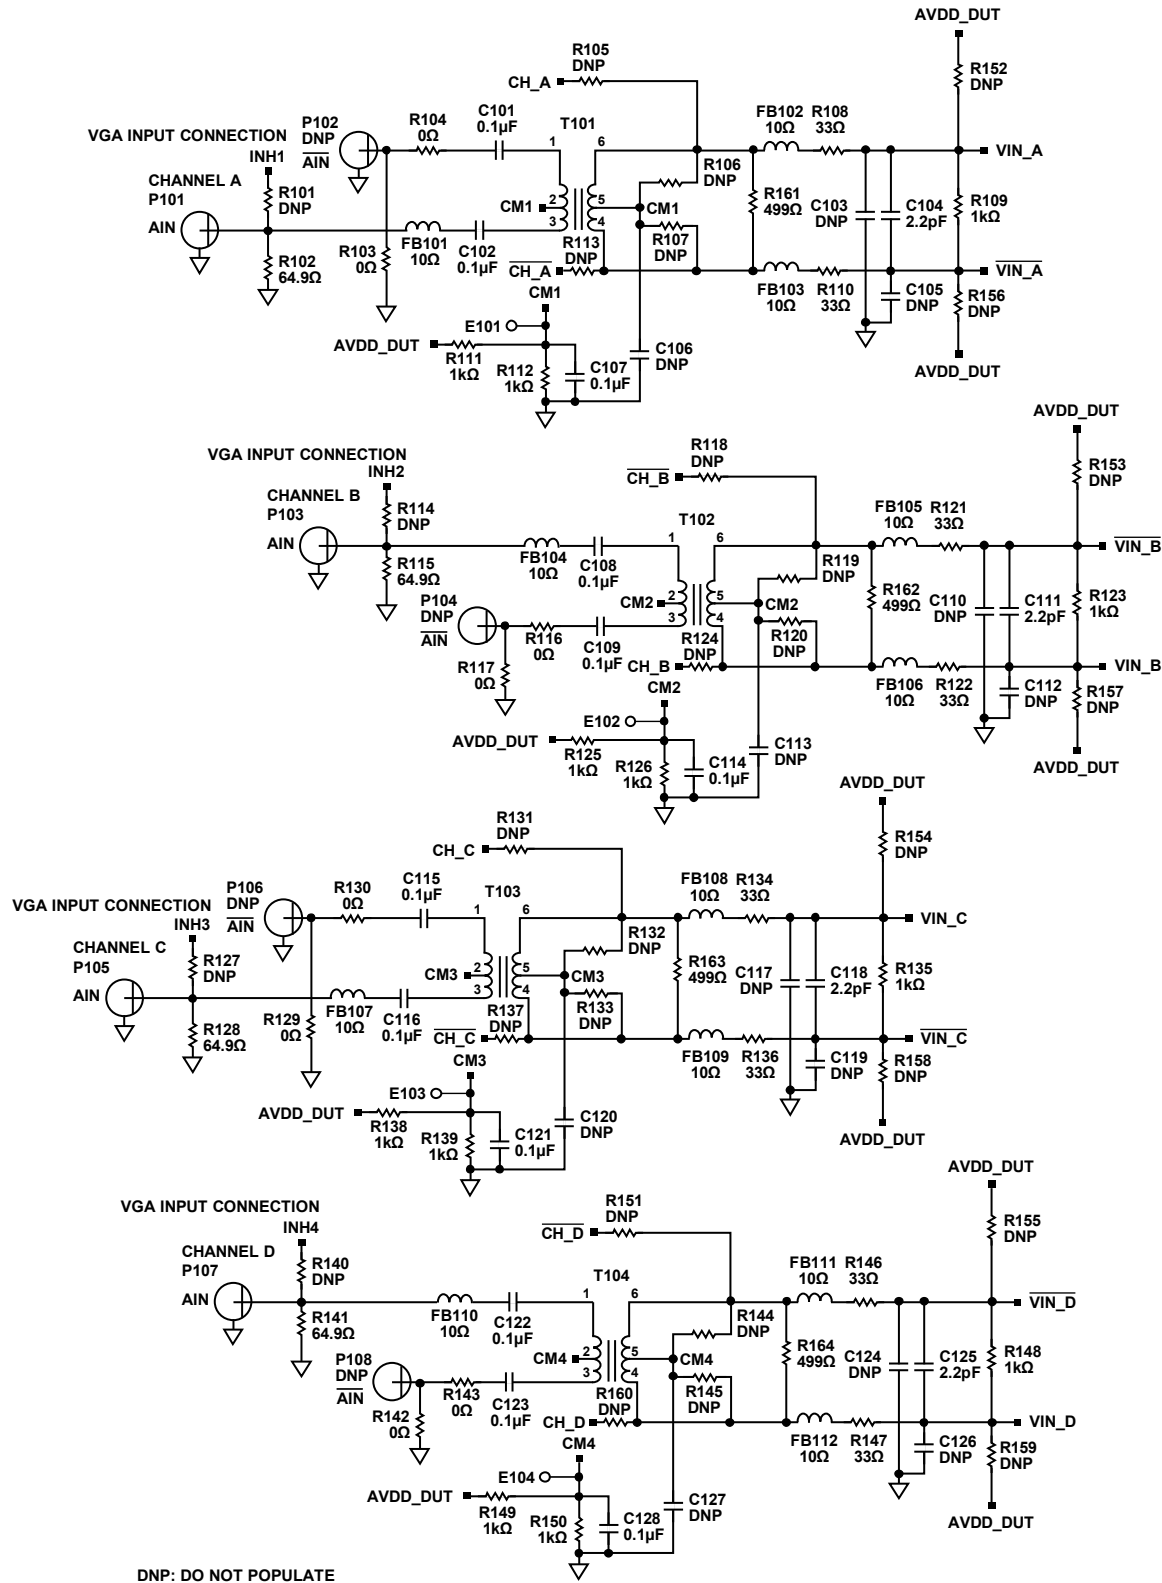 AVDD_DUT
R105
DNP
CH_A
R152
DNP
VGA INPUT CONNECTION
INH1
P102
DNP
AIN
R104
0Ω
C101
0.1µF
T101
1
2
3
6
5
4
CM1
CM1
FB102
10Ω
R108
33Ω
VIN_A
CHANNEL A
P101
AIN
R101
DNP
R102
64.9Ω
R103
0Ω
FB101
10Ω
C102
0.1µF
R113
DNP
CH_A
R106
DNP
R107
DNP
R161
499Ω
C103
DNP
C104
2.2pF
R109
1kΩ
FB103
10Ω
R110
33Ω
C105
DNP
VIN_A
R156
DNP
AVDD_DUT
CM1
E101
AVDD_DUT
R111
1kΩ
R112
1kΩ
C107
0.1µF
C106
DNP
AVDD_DUT
R118
DNP
CH_B
R153
DNP
VGA INPUT CONNECTION
INH2
CHANNEL B
P103
AIN
R114
DNP
R115
64.9Ω
FB104
10Ω
C108
0.1µF
T102
1
2
3
6
5
4
CM2
CM2
FB105
10Ω
R121
33Ω
VIN_B
P104
DNP
AIN
R116
0Ω
R117
0Ω
C109
0.1µF
R124
DNP
CH_B
R119
DNP
R120
DNP
R162
499Ω
C110
DNP
C111
2.2pF
R123
1kΩ
FB106
10Ω
R122
33Ω
C112
DNP
VIN_B
R157
DNP
AVDD_DUT
CM2
E102
AVDD_DUT
R125
1kΩ
R126
1kΩ
C114
0.1µF
C113
DNP
AVDD_DUT
R131
DNP
CH_C
R154
DNP
VGA INPUT CONNECTION
INH3
P106
DNP
AIN
R130
0Ω
C115
0.1µF
T103
1
2
3
6
5
4
CM3
CM3
FB108
10Ω
R134
33Ω
VIN_C
CHANNEL C
P105
AIN
R127
DNP
R128
64.9Ω
R129
0Ω
FB107
10Ω
C116
0.1µF
R137
DNP
CH_C
R132
DNP
R133
DNP
R163
499Ω
C117
DNP
C118
2.2pF
R135
1kΩ
FB109
10Ω
R136
33Ω
C119
DNP
VIN_C
R158
DNP
AVDD_DUT
CM3
E103
AVDD_DUT
R138
1kΩ
R139
1kΩ
C121
0.1µF
C120
DNP
AVDD_DUT
R151
DNP
CH_D
R155
DNP
VGA INPUT CONNECTION
INH4
CHANNEL D
P107
AIN
R140
DNP
R141
64.9Ω
FB110
10Ω
C122
0.1µF
T104
1
2
3
6
5
4
CM4
CM4
FB111
10Ω
R146
33Ω
VIN_D
P108
DNP
AIN
R143
0Ω
R142
0Ω
C123
0.1µF
R160
DNP
CH_D
R144
DNP
R145
DNP
R164
499Ω
C124
DNP
C125
2.2pF
R148
1kΩ
FB112
10Ω
R147
33Ω
C126
DNP
VIN_D
R159
DNP
AVDD_DUT
CM4
E104
AVDD_DUT
R149
1kΩ
R150
1kΩ
C128
0.1µF
C127
DNP
DNP: DO NOT POPULATE